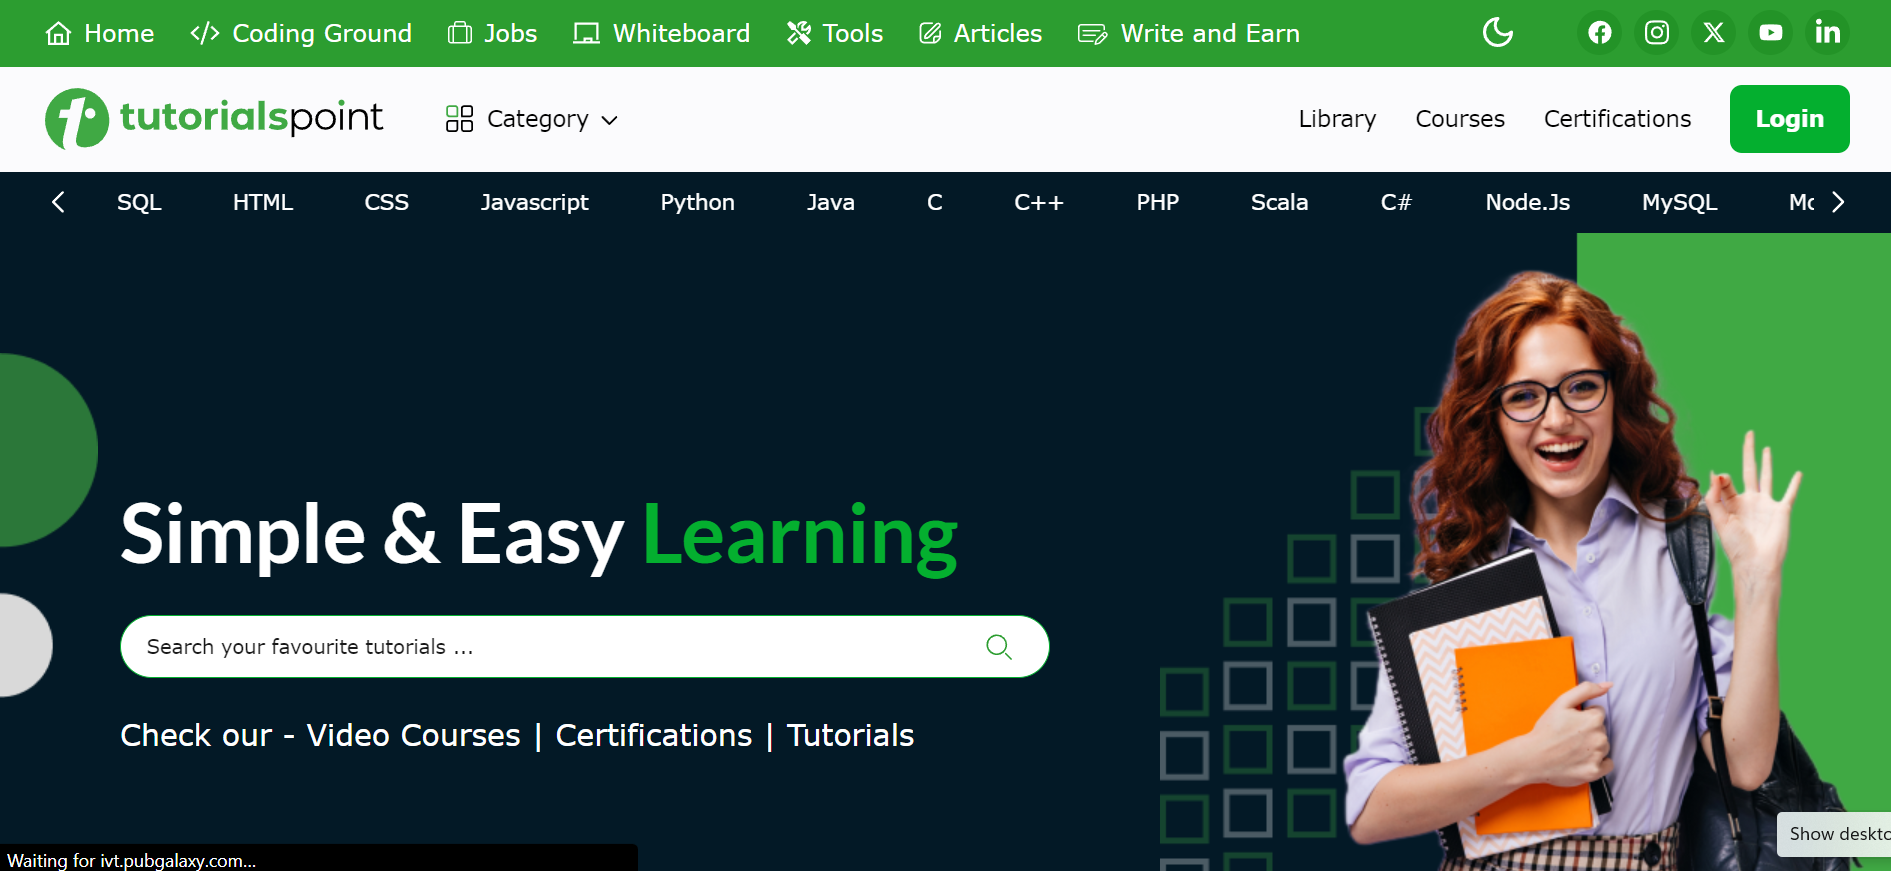 Home Coding Ground Jobs Whiteboard Tools Articles Write and Earn
tutorialspoint Category Library Courses Certifications Login
SQL HTML CSS Javascript Python Java C C++ PHP Scala C# Node.Js MySQL
Simple & Easy Learning
Search your favourite tutorials ...
Check our - Video Courses | Certifications | Tutorials
Show deskto
Waiting for ivt.pubgalaxy.com...